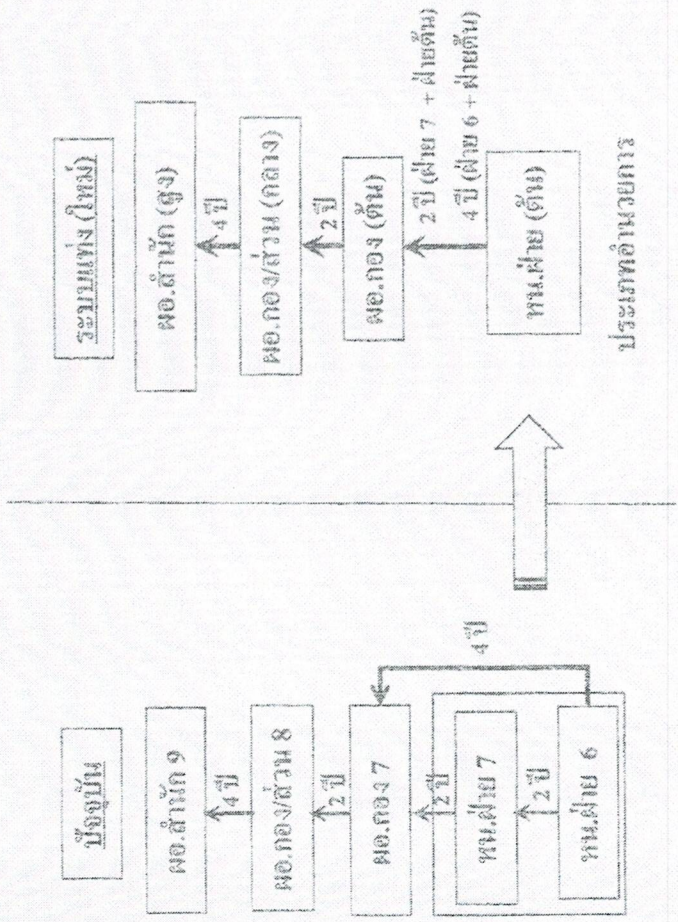 ปัจจุบัน
ผอ.สำนัก 9
4 ปี
ผอ.กอง/ส่วน 8
2 ปี
ผอ.กอง 7
2 ปี
4 ปี
หน.ฝ่าย 7
2 ปี
หน.ฝ่าย 6
ระบบแท่ง (ใหม่)
ผอ.สำนัก (สูง)
4 ปี
ผอ.กอง/ส่วน (กลาง)
2 ปี
ผอ.กอง (ต้น)
2 ปี (ฝ่าย 7 + ฝ่ายต้น)
4 ปี (ฝ่าย 6 + ฝ่ายต้น)
หน.ฝ่าย (ต้น)
ประเภทอำนวยการ